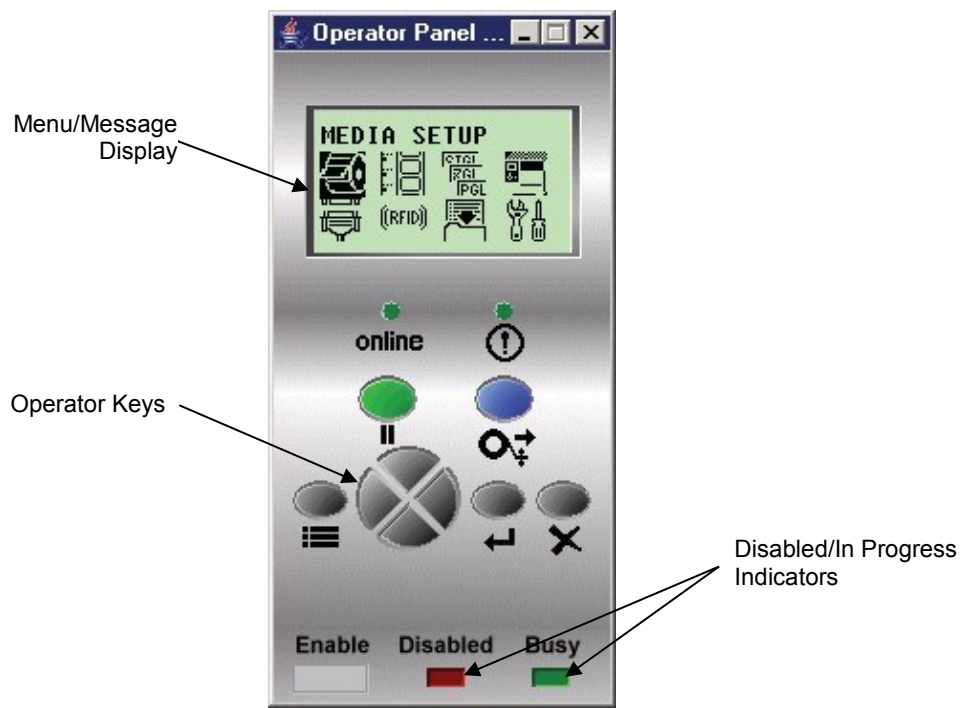 Operator Panel ...
Menu/Message
Display
MEDIA SETUP
CTGL
ZGL
PGL
((RFID))
online
Operator Keys
Disabled/In Progress
Indicators
Enable
Disabled
Busy